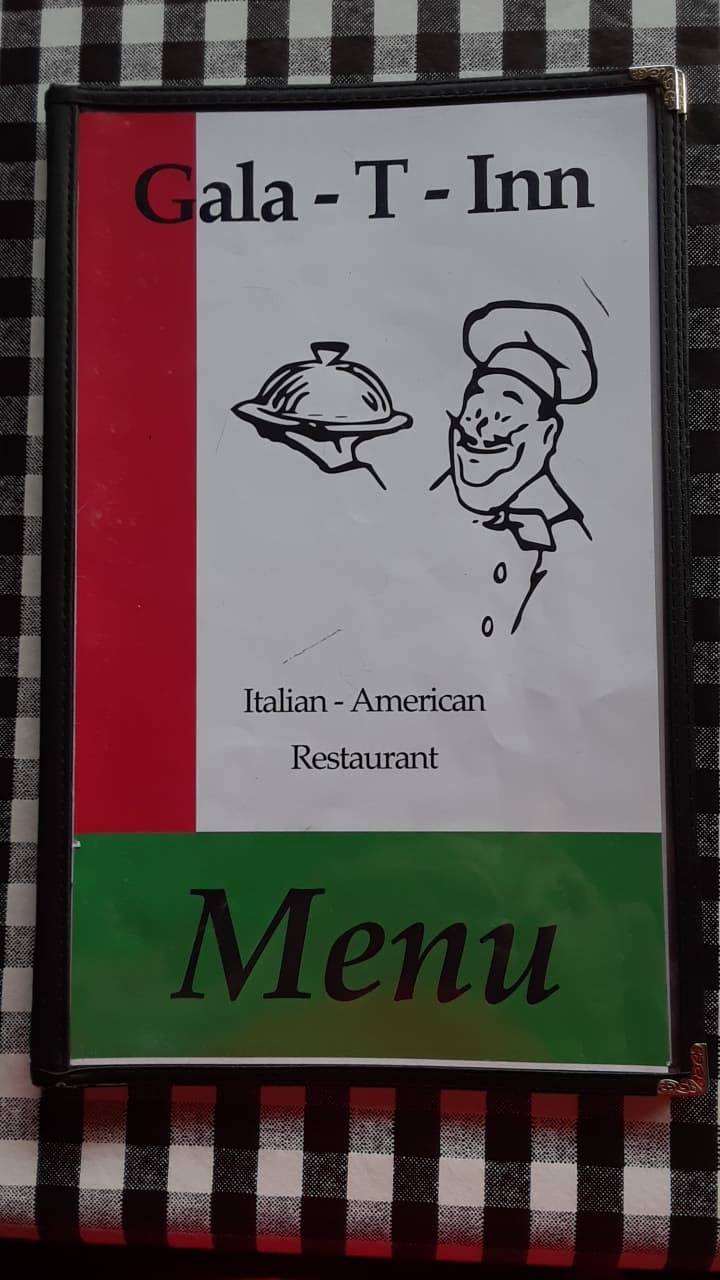 Gala - T - Inn
Italian - American
Restaurant
Menu